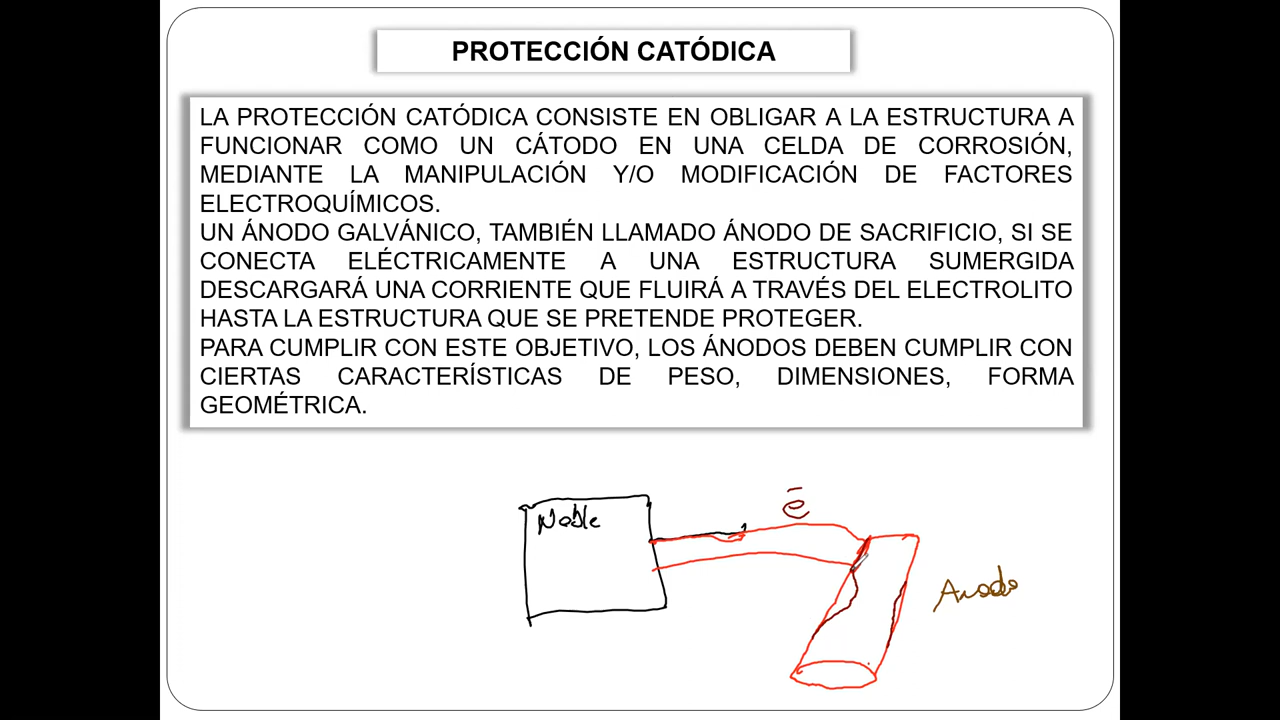 PROTECCIÓN CATÓDICA
LA PROTECCIÓN CATÓDICA CONSISTE EN OBLIGAR A LA ESTRUCTURA A
FUNCIONAR COMO UN CÁTODO EN UNA CELDA DE CORROSIÓN,
MEDIANTE LA MANIPULACIÓN Y/O MODIFICACIÓN DE FACTORES
ELECTROQUÍMICOS.
UN ÁNODO GALVÁNICO, TAMBIÉN LLAMADO ÁNODO DE SACRIFICIO, SI SE
CONECTA ELÉCTRICAMENTE A UNA ESTRUCTURA SUMERGIDA
DESCARGARÁ UNA CORRIENTE QUE FLUIRÁ A TRAVÉS DEL ELECTROLITO
HASTA LA ESTRUCTURA QUE SE PRETENDE PROTEGER.
PARA CUMPLIR CON ESTE OBJETIVO, LOS ÁNODOS DEBEN CUMPLIR CON
CIERTAS CARACTERÍSTICAS DE PESO, DIMENSIONES, FORMA
GEOMÉTRICA.
ē
Noble
Anodo